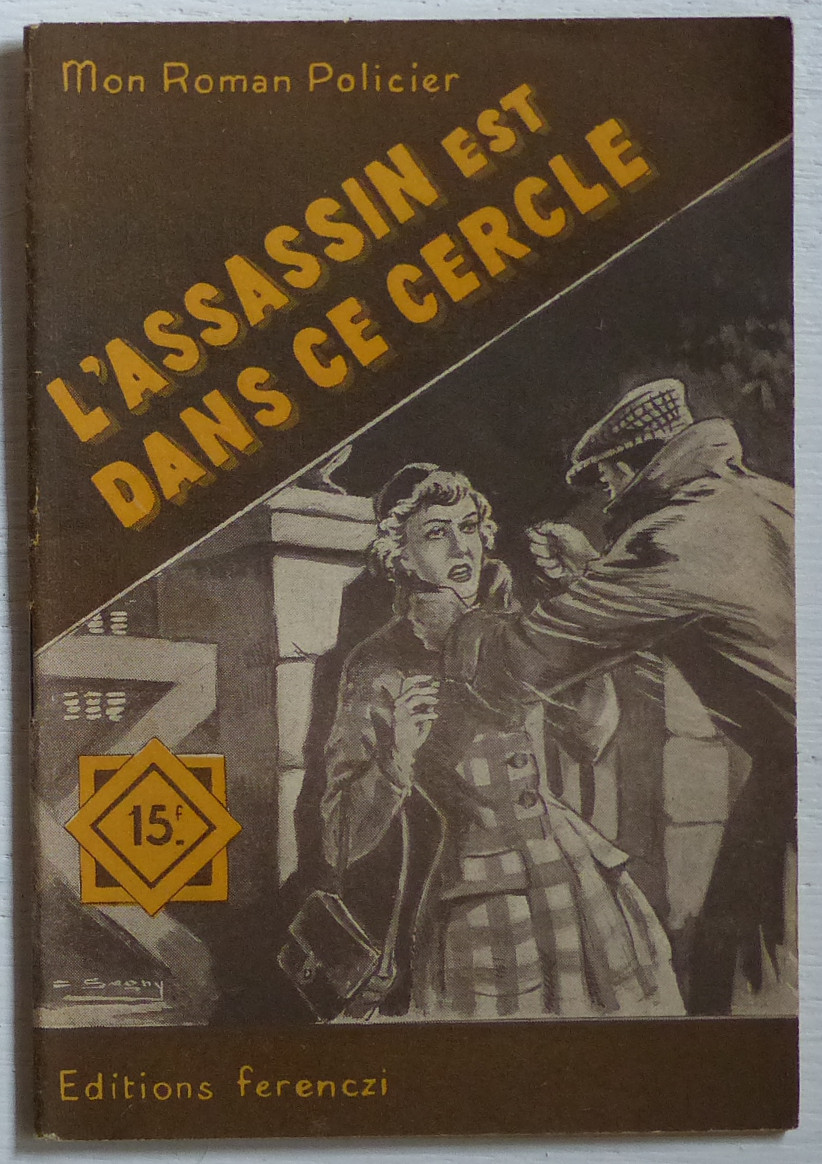 Mon Roman Policier
L'ASSASSIN EST
DANS CE CERCLE
15f
Editions ferenczi